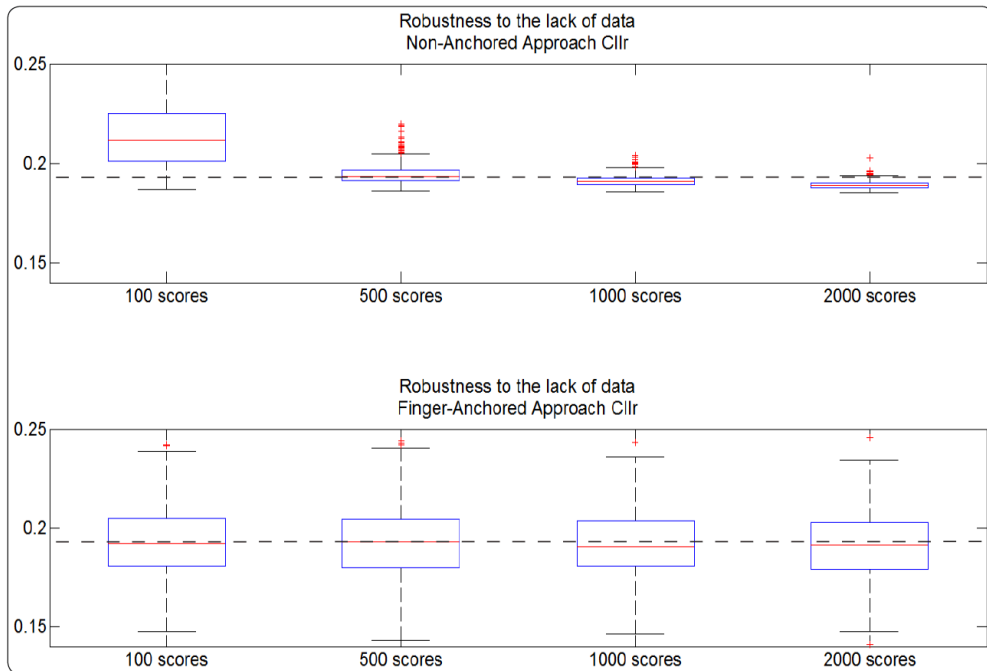 Robustness to the lack of data
Non-Anchored Approach Cllr
0.25
0.2
0.15
100 scores 500 scores 1000 scores 2000 scores
Robustness to the lack of data
Finger-Anchored Approach Cllr
0.25
0.2
0.15
100 scores 500 scores 1000 scores 2000 scores